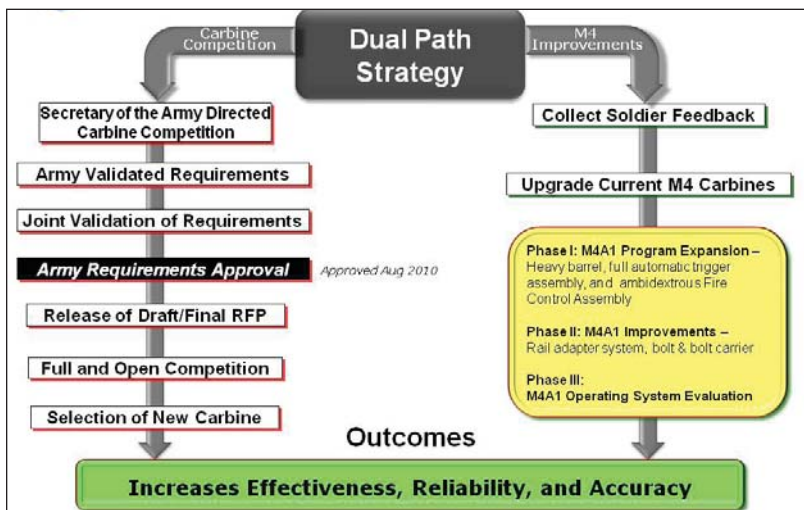 Carbine
Competition
Dual Path
Strategy
M4
Improvements
Secretary of the Army Directed
Carbine Competition
Army Validated Requirements
Joint Validation of Requirements
Army Requirements Approval
Approved Aug 2010
Release of Draft/Final RFP
Full and Open Competition
Selection of New Carbine
Collect Soldier Feedback
Upgrade Current M4 Carbines
Phase I: M4A1 Program Expansion –
Heavy barrel, full automatic trigger
assembly, and ambidextrous Fire
Control Assembly
Phase II: M4A1 Improvements –
Rail adapter system, bolt & bolt carrier
Phase III:
M4A1 Operating System Evaluation
Outcomes
Increases Effectiveness, Reliability, and Accuracy